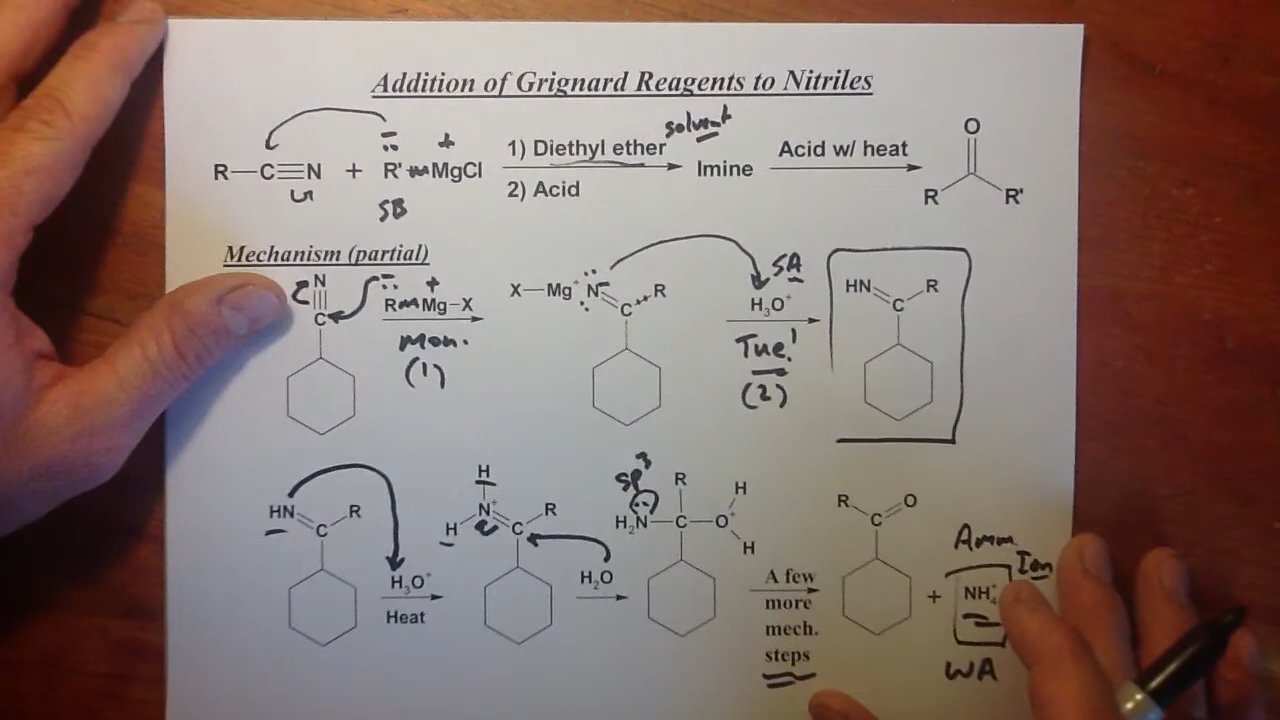 Addition of Grignard Reagents to Nitriles
R—C≡N + R' MgCl 1) Diethyl ether solvent Imine Acid w/ heat O
2) Acid R R'
SB
Mechanism (partial)
N R Mg–X X—Mg⁺ N C R SA H₃O⁺ HN C R
C Mon. Tue!
(1) (2)
HN C R H₃O⁺ Heat
H H N⁺ C R H₂O
sp³ H₂N—C—O⁺ R H H
A few
more
mech.
steps
R C O + NH₄⁺
Amm.
Ion
WA